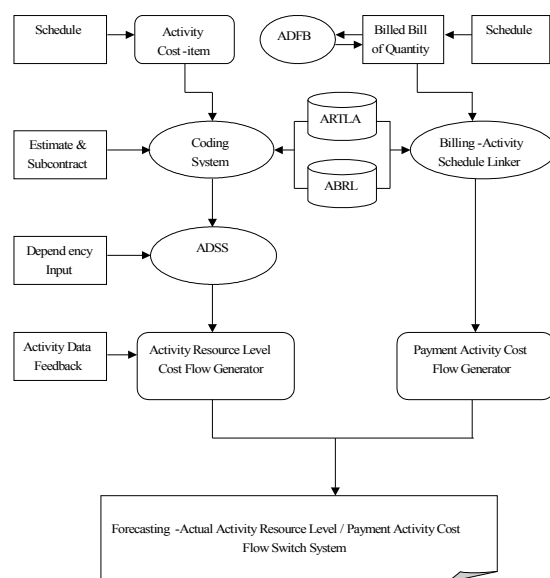 Schedule
Activity
Cost -item
ADFB
Billed Bill
of Quantity
Schedule
Estimate &
Subcontract
Coding
System
ARTLA
ABRL
Billing -Activity
Schedule Linker
Depend ency
Input
ADSS
Activity Data
Feedback
Activity Resource Level
Cost Flow Generator
Payment Activity Cost
Flow Generator
Forecasting -Actual Activity Resource Level / Payment Activity Cost
Flow Switch System